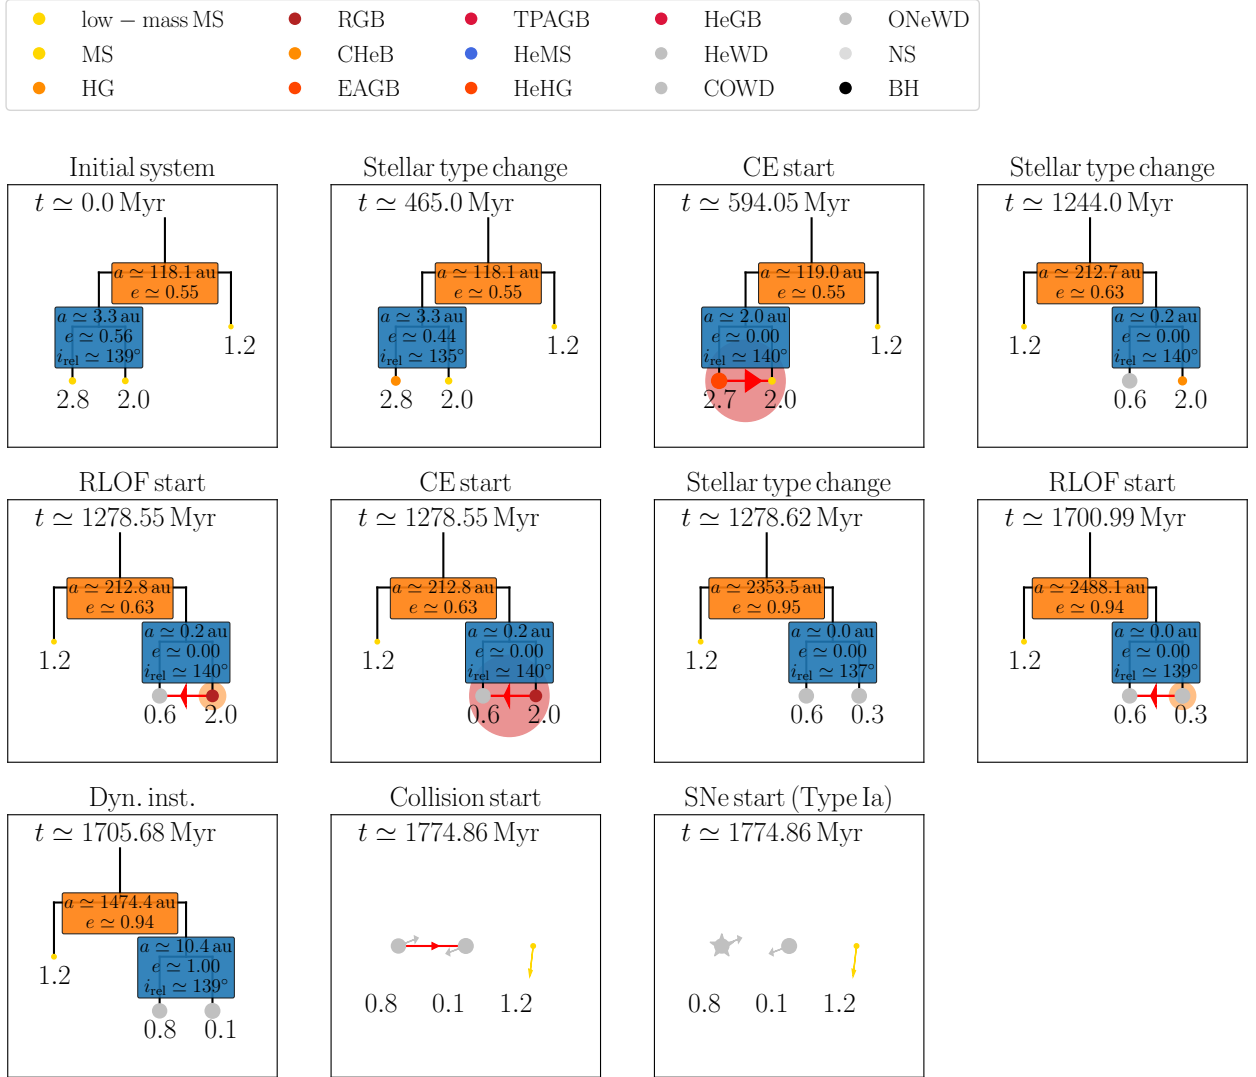 low − mass MS RGB TPAGB HeGB ONeWD
MS CHeB HeMS HeWD NS
HG EAGB HeHG COWD BH
Initial system
t ≃ 0.0 Myr
a ≃ 118.1 au
e ≃ 0.55
a ≃ 3.3 au
e ≃ 0.56
i_rel ≃ 139°
1.2
2.8 2.0
Stellar type change
t ≃ 465.0 Myr
a ≃ 118.1 au
e ≃ 0.55
a ≃ 3.3 au
e ≃ 0.44
i_rel ≃ 135°
1.2
2.8 2.0
CE start
t ≃ 594.05 Myr
a ≃ 119.0 au
e ≃ 0.55
a ≃ 2.0 au
e ≃ 0.00
i_rel ≃ 140°
1.2
2.7 2.0
Stellar type change
t ≃ 1244.0 Myr
a ≃ 212.7 au
e ≃ 0.63
1.2
a ≃ 0.2 au
e ≃ 0.00
i_rel ≃ 140°
0.6 2.0
RLOF start
t ≃ 1278.55 Myr
a ≃ 212.8 au
e ≃ 0.63
1.2
a ≃ 0.2 au
e ≃ 0.00
i_rel ≃ 140°
0.6 2.0
CE start
t ≃ 1278.55 Myr
a ≃ 212.8 au
e ≃ 0.63
1.2
a ≃ 0.2 au
e ≃ 0.00
i_rel ≃ 140°
0.6 2.0
Stellar type change
t ≃ 1278.62 Myr
a ≃ 2353.5 au
e ≃ 0.95
1.2
a ≃ 0.0 au
e ≃ 0.00
i_rel ≃ 137°
0.6 0.3
RLOF start
t ≃ 1700.99 Myr
a ≃ 2488.1 au
e ≃ 0.94
1.2
a ≃ 0.0 au
e ≃ 0.00
i_rel ≃ 139°
0.6 0.3
Dyn. inst.
t ≃ 1705.68 Myr
a ≃ 1474.4 au
e ≃ 0.94
1.2
a ≃ 10.4 au
e ≃ 1.00
i_rel ≃ 139°
0.8 0.1
Collision start
t ≃ 1774.86 Myr
0.8 0.1 1.2
SNe start (Type Ia)
t ≃ 1774.86 Myr
0.8 0.1 1.2